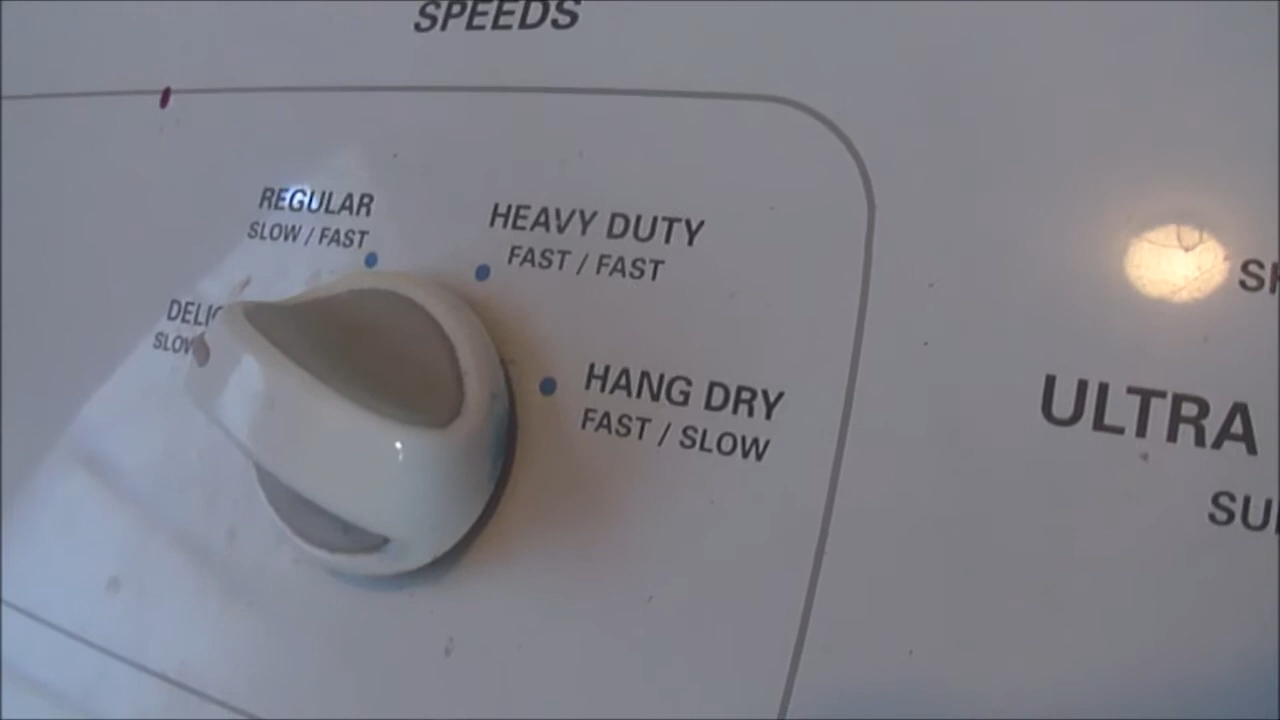 SPEEDS
REGULAR
SLOW / FAST
HEAVY DUTY
FAST / FAST
HANG DRY
FAST / SLOW
ULTRA